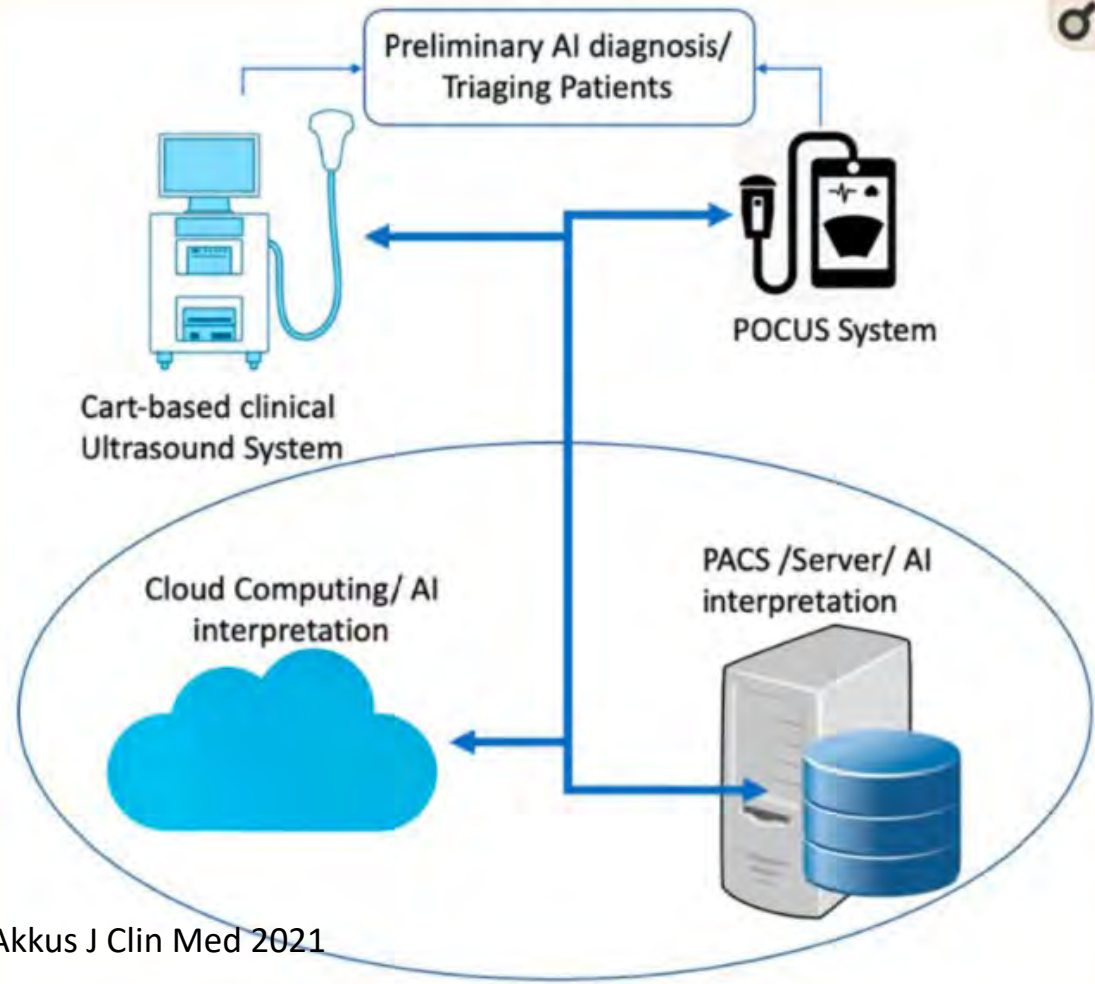 Preliminary AI diagnosis/
Triaging Patients
POCUS System
Cart-based clinical
Ultrasound System
Cloud Computing/ AI
interpretation
PACS /Server/ AI
interpretation
Akkus J Clin Med 2021